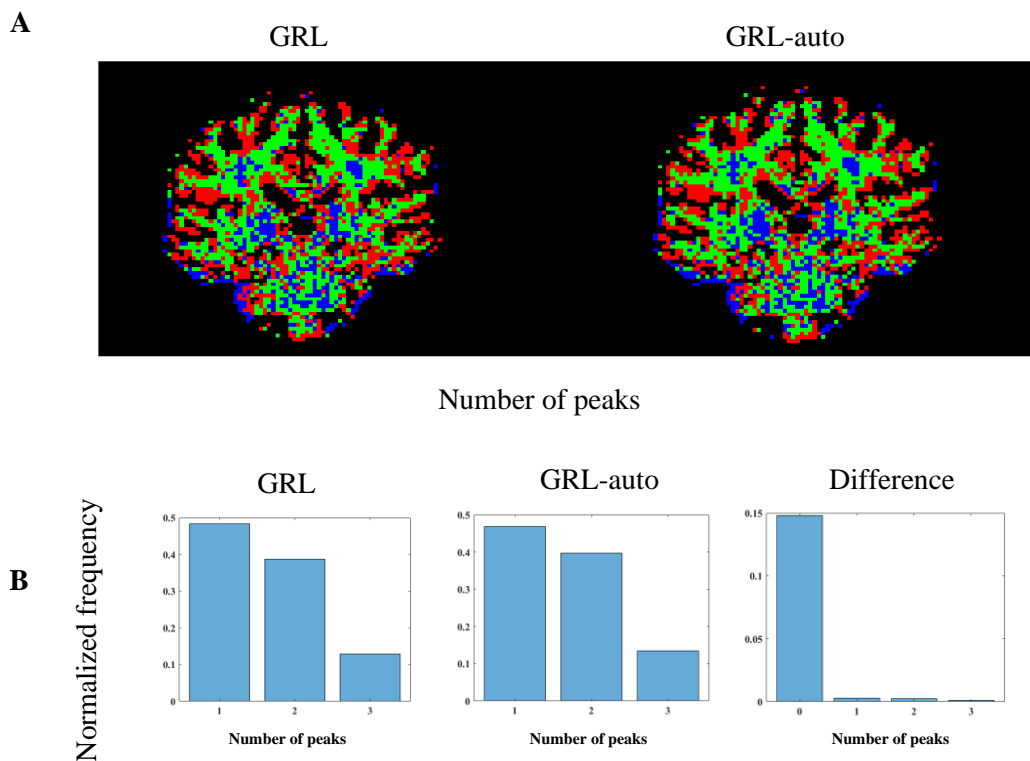 A
GRL GRL-auto
Number of peaks
B
Normalized frequency
GRL
0.5
0.4
0.3
0.2
0.1
0
1 2 3
Number of peaks
GRL-auto
0.5
0.4
0.3
0.2
0.1
0
1 2 3
Number of peaks
Difference
0.15
0.1
0.05
0
0 1 2 3
Number of peaks